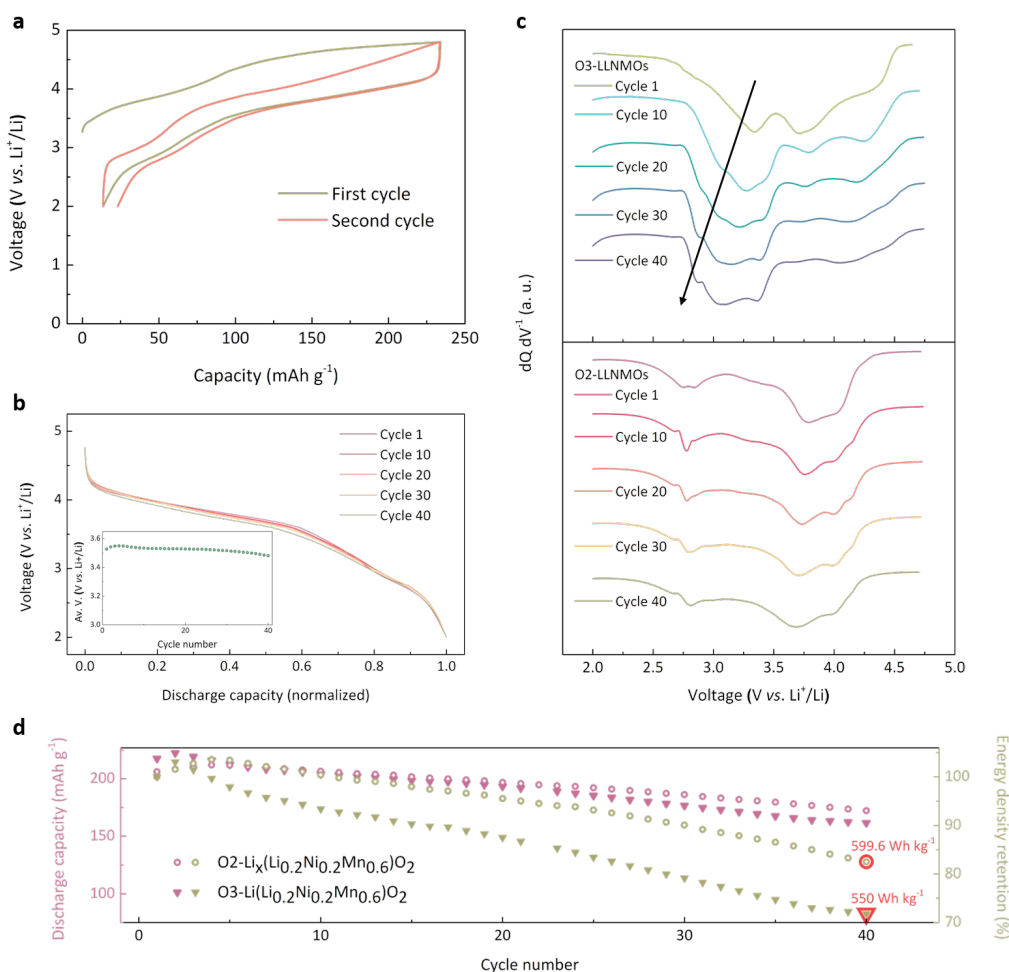 a
5
4
3
2
1
0
Voltage (V vs. Li⁺/Li)
First cycle
Second cycle
0 50 100 150 200 250
Capacity (mAh g⁻¹)
b
5
4
3
2
Voltage (V vs. Li⁺/Li)
Cycle 1
Cycle 10
Cycle 20
Cycle 30
Cycle 40
3.6
3.3
3.0
Av. V. (V vs. Li+/Li)
0 20 40
Cycle number
0.0 0.2 0.4 0.6 0.8 1.0
Discharge capacity (normalized)
c
dQ dV⁻¹ (a. u.)
O3-LLNMOs
Cycle 1
Cycle 10
Cycle 20
Cycle 30
Cycle 40
O2-LLNMOs
Cycle 1
Cycle 10
Cycle 20
Cycle 30
Cycle 40
2.0 2.5 3.0 3.5 4.0 4.5 5.0
Voltage (V vs. Li⁺/Li)
d
Discharge capacity (mAh g⁻¹)
200
150
100
O2-Liₓ(Li₀.₂Ni₀.₂Mn₀.₆)O₂
O3-Li(Li₀.₂Ni₀.₂Mn₀.₆)O₂
599.6 Wh kg⁻¹
550 Wh kg⁻¹
100
90
80
70
Energy density
retention (%)
0 10 20 30 40
Cycle number